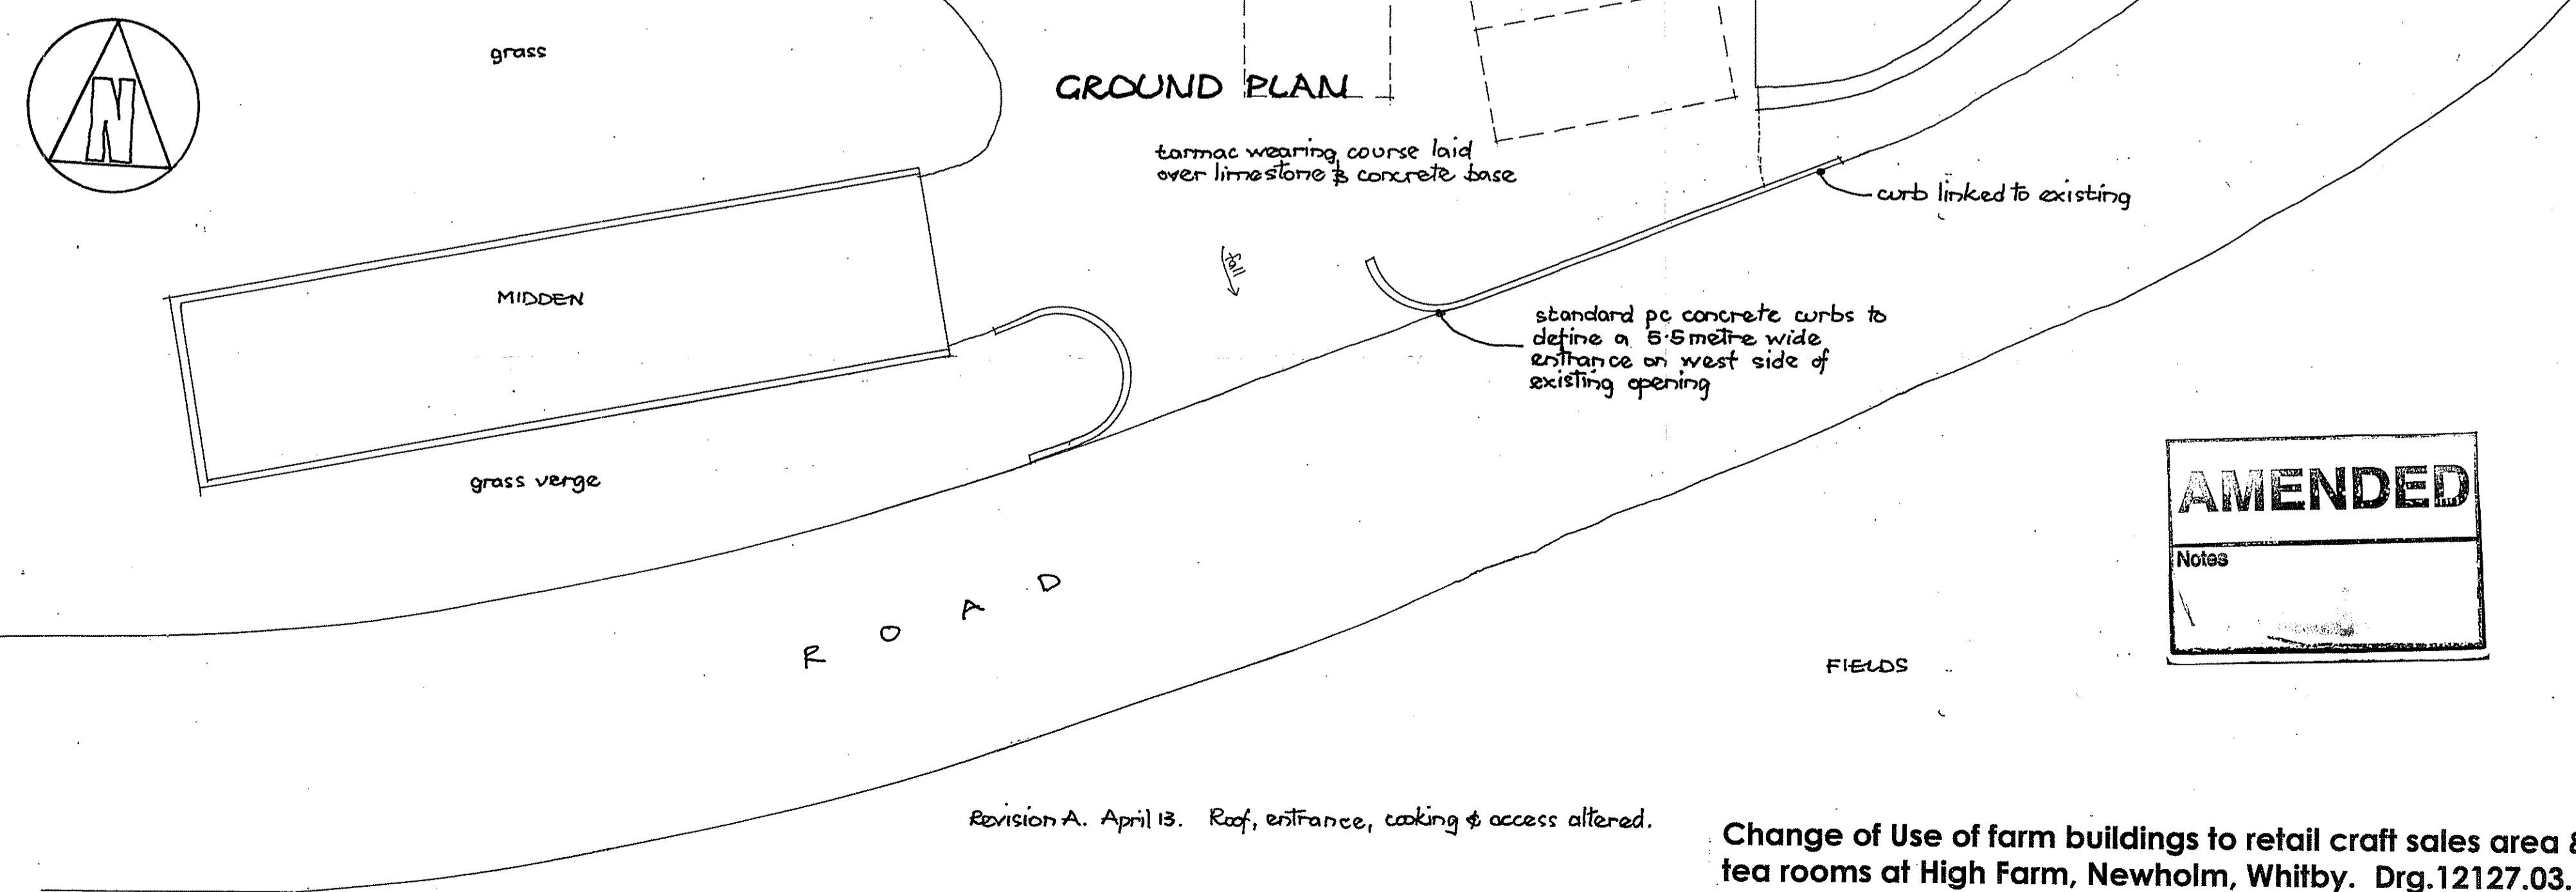 N
grass
GROUND PLAN
tarmac wearing course laid
over limestone & concrete base
curb linked to existing
fall
MIDDEN
standard pc concrete curbs to
define a 5.5 metre wide
entrance on west side of
existing opening
grass verge
AMENDED
Notes
ROAD
FIELDS
Revision A. April 13. Roof, entrance, cooking & access altered.
Change of Use of farm buildings to retail craft sales area &
tea rooms at High Farm, Newholm, Whitby. Drg.12127.03